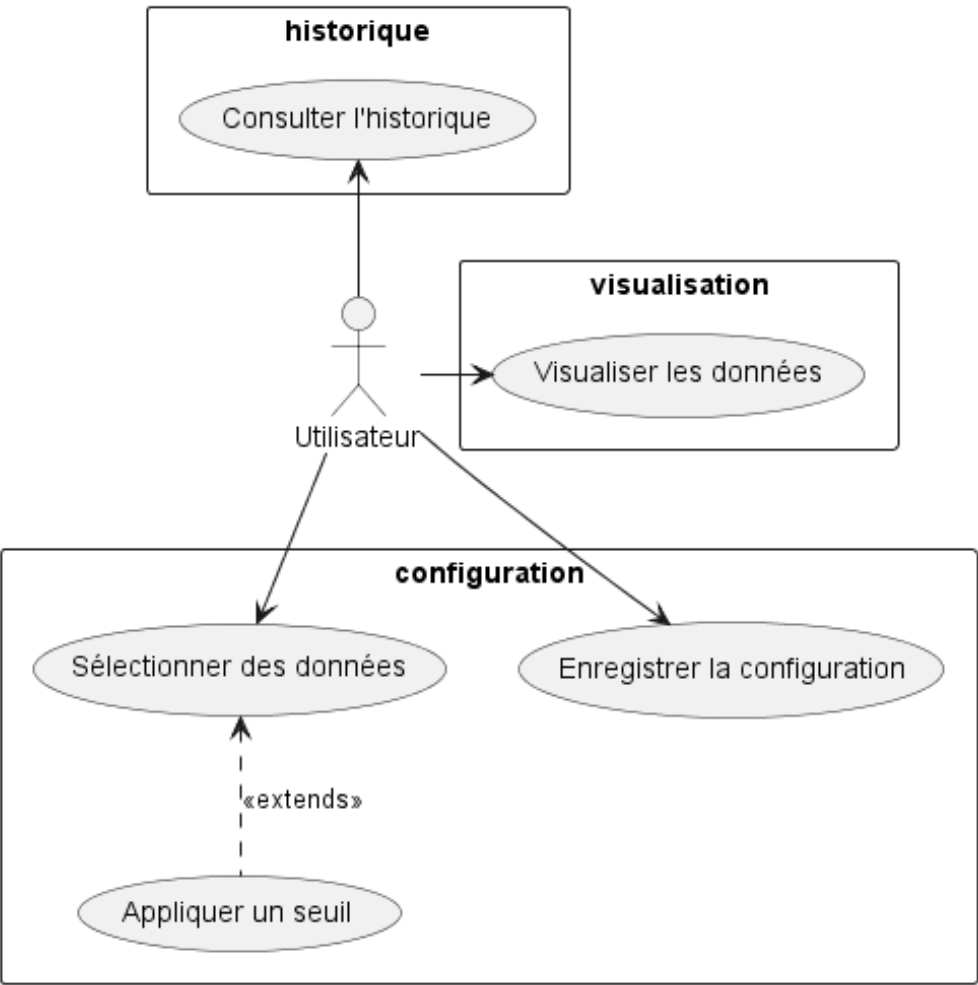 historique
Consulter l'historique
visualisation
Visualiser les données
Utilisateur
configuration
Sélectionner des données
Enregistrer la configuration
«extends»
Appliquer un seuil